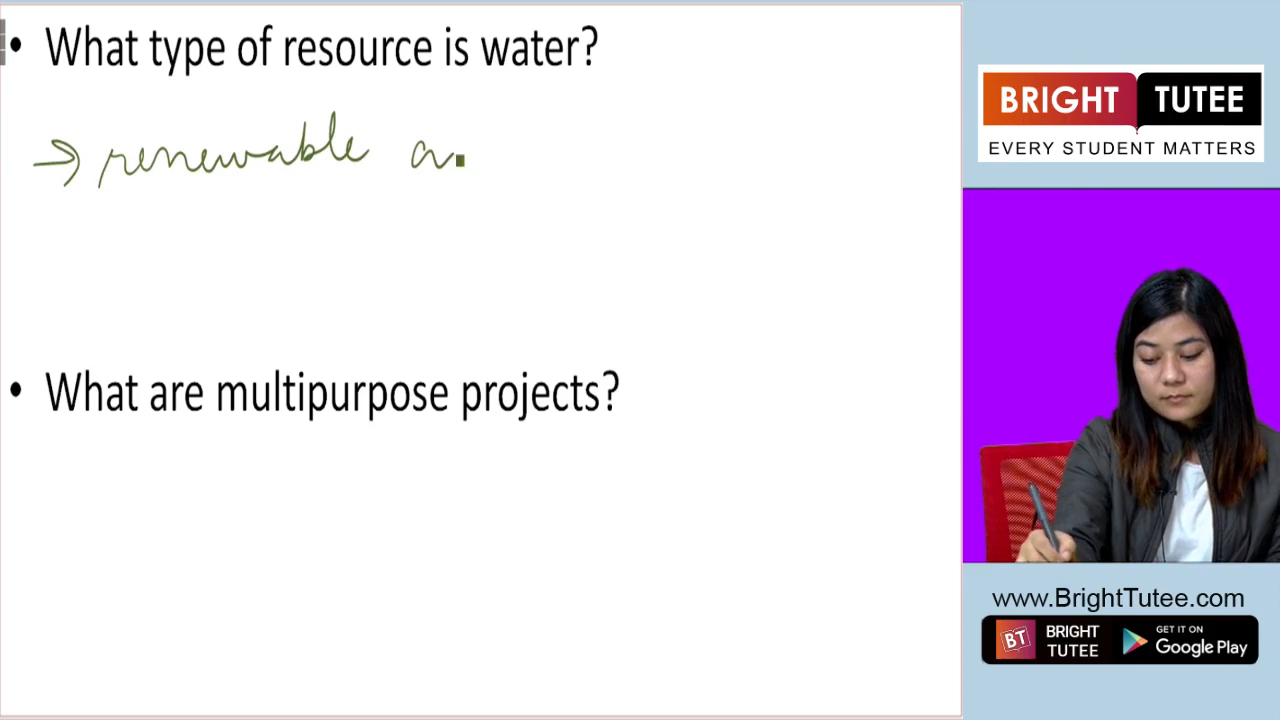 • What type of resource is water?
→ renewable a
• What are multipurpose projects?
BRIGHT TUTEE
EVERY STUDENT MATTERS
www.BrightTutee.com
BT BRIGHT TUTEE
GET IT ON
Google Play